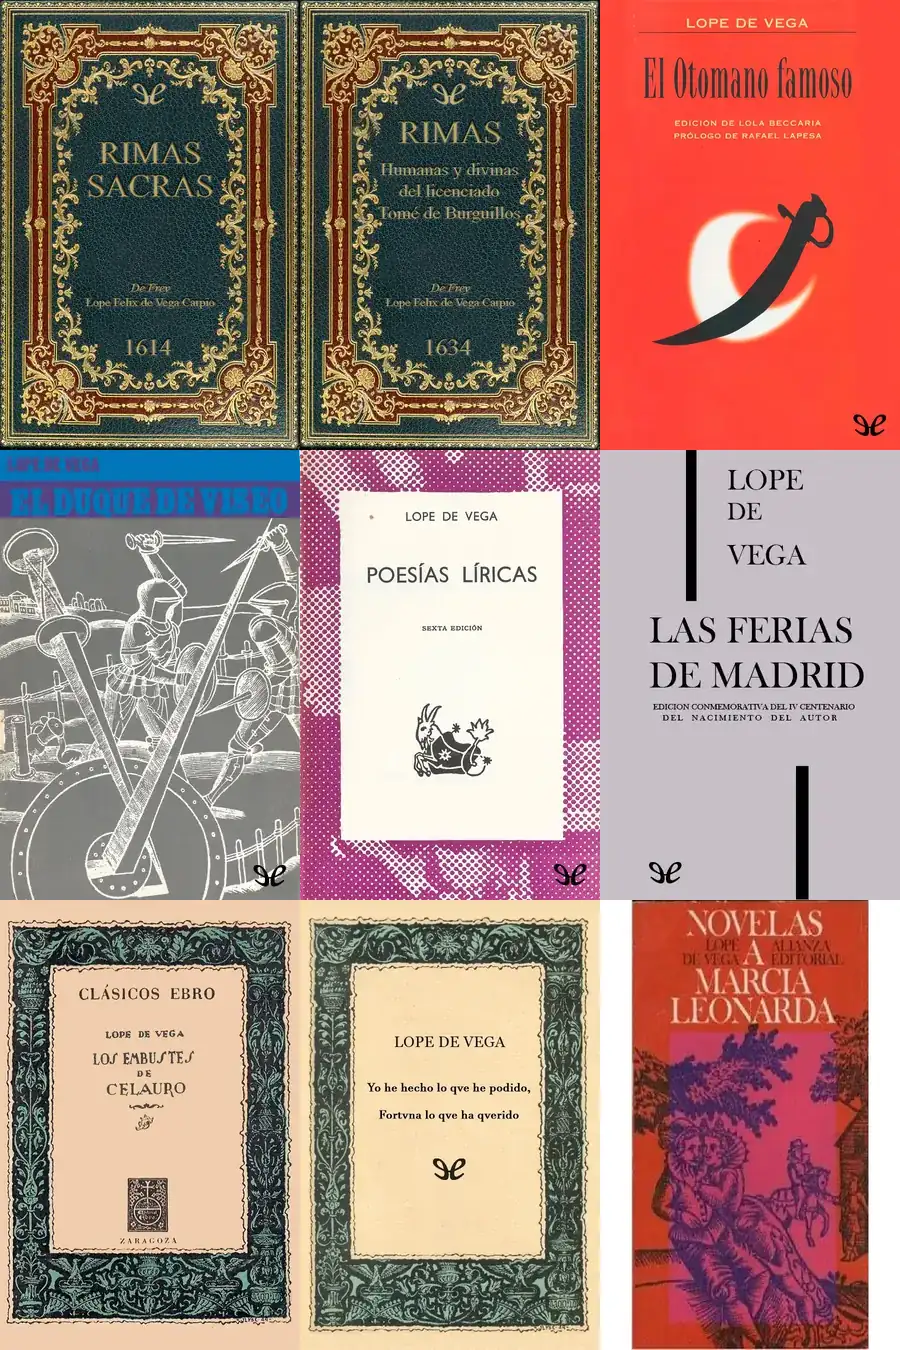 RIMAS
SACRAS
De Frey
Lope Felix de Vega Carpio
1614
RIMAS
Humanas y divinas
del licenciado
Tomé de Burguillos
De Frey
Lope Felix de Vega Carpio
1634
LOPE DE VEGA
El Otomano famoso
EDICION DE LOLA BECCARIA
PRÓLOGO DE RAFAEL LAPESA
LOPE DE VEGA
EL DUQUE DE VISEO
LOPE DE VEGA
POESÍAS LÍRICAS
SEXTA EDICIÓN
LOPE
DE
VEGA
LAS FERIAS
DE MADRID
EDICION CONMEMORATIVA DEL IV CENTENARIO
DEL NACIMIENTO DEL AUTOR
CLÁSICOS EBRO
LOPE DE VEGA
LOS EMBUSTES
DE
CELAURO
ZARAGOZA
LOPE DE VEGA
Yo he hecho lo qve he podido,
Fortvna lo qve ha qverido
NOVELAS
LOPE A ALIANZA
DE VEGA EDITORIAL
MARCIA
LEONARDA